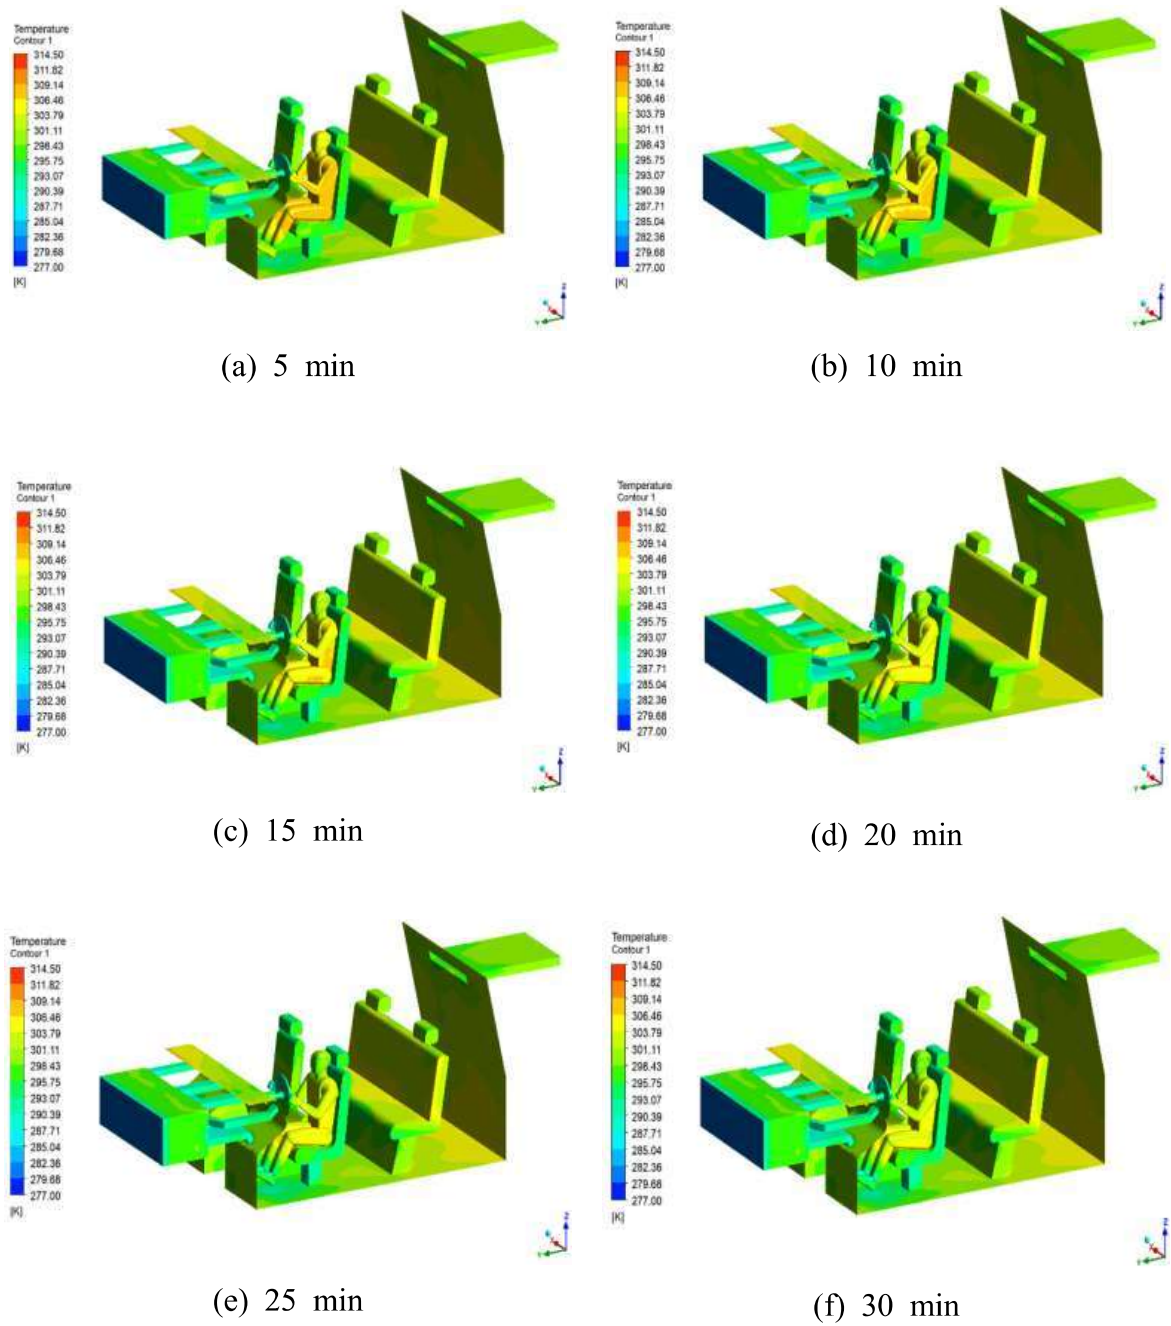 Temperature
Contour 1
314.50
311.82
309.14
306.46
303.79
301.11
298.43
295.75
293.07
290.39
287.71
285.04
282.36
279.68
277.00
[K]
Z
X
Y
(a) 5 min
Temperature
Contour 1
314.50
311.82
309.14
306.46
303.79
301.11
298.43
295.75
293.07
290.39
287.71
285.04
282.36
279.68
277.00
[K]
Z
X
Y
(b) 10 min
Temperature
Contour 1
314.50
311.82
309.14
306.46
303.79
301.11
298.43
295.75
293.07
290.39
287.71
285.04
282.36
279.68
277.00
[K]
Z
X
Y
(c) 15 min
Temperature
Contour 1
314.50
311.82
309.14
306.46
303.79
301.11
298.43
295.75
293.07
290.39
287.71
285.04
282.36
279.68
277.00
[K]
Z
X
Y
(d) 20 min
Temperature
Contour 1
314.50
311.82
309.14
306.46
303.79
301.11
298.43
295.75
293.07
290.39
287.71
285.04
282.36
279.68
277.00
[K]
Z
X
Y
(e) 25 min
Temperature
Contour 1
314.50
311.82
309.14
306.46
303.79
301.11
298.43
295.75
293.07
290.39
287.71
285.04
282.36
279.68
277.00
[K]
Z
X
Y
(f) 30 min